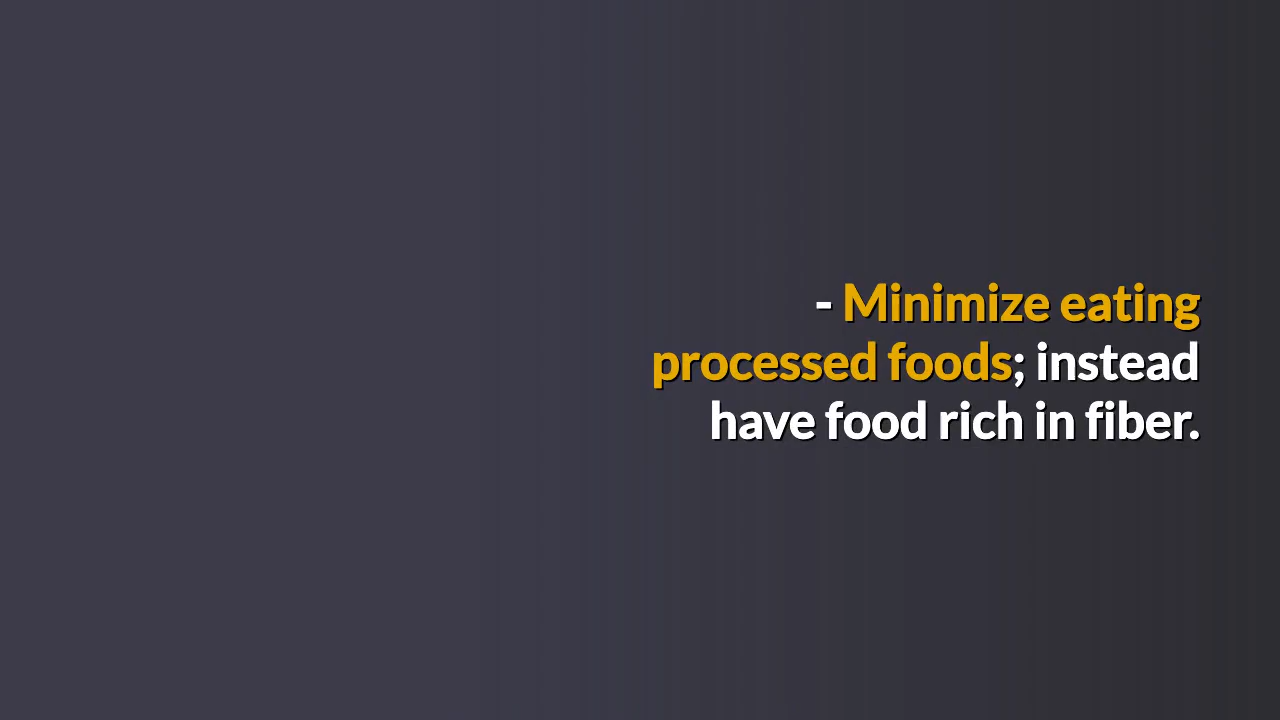 - Minimize eating
processed foods; instead
have food rich in fiber.